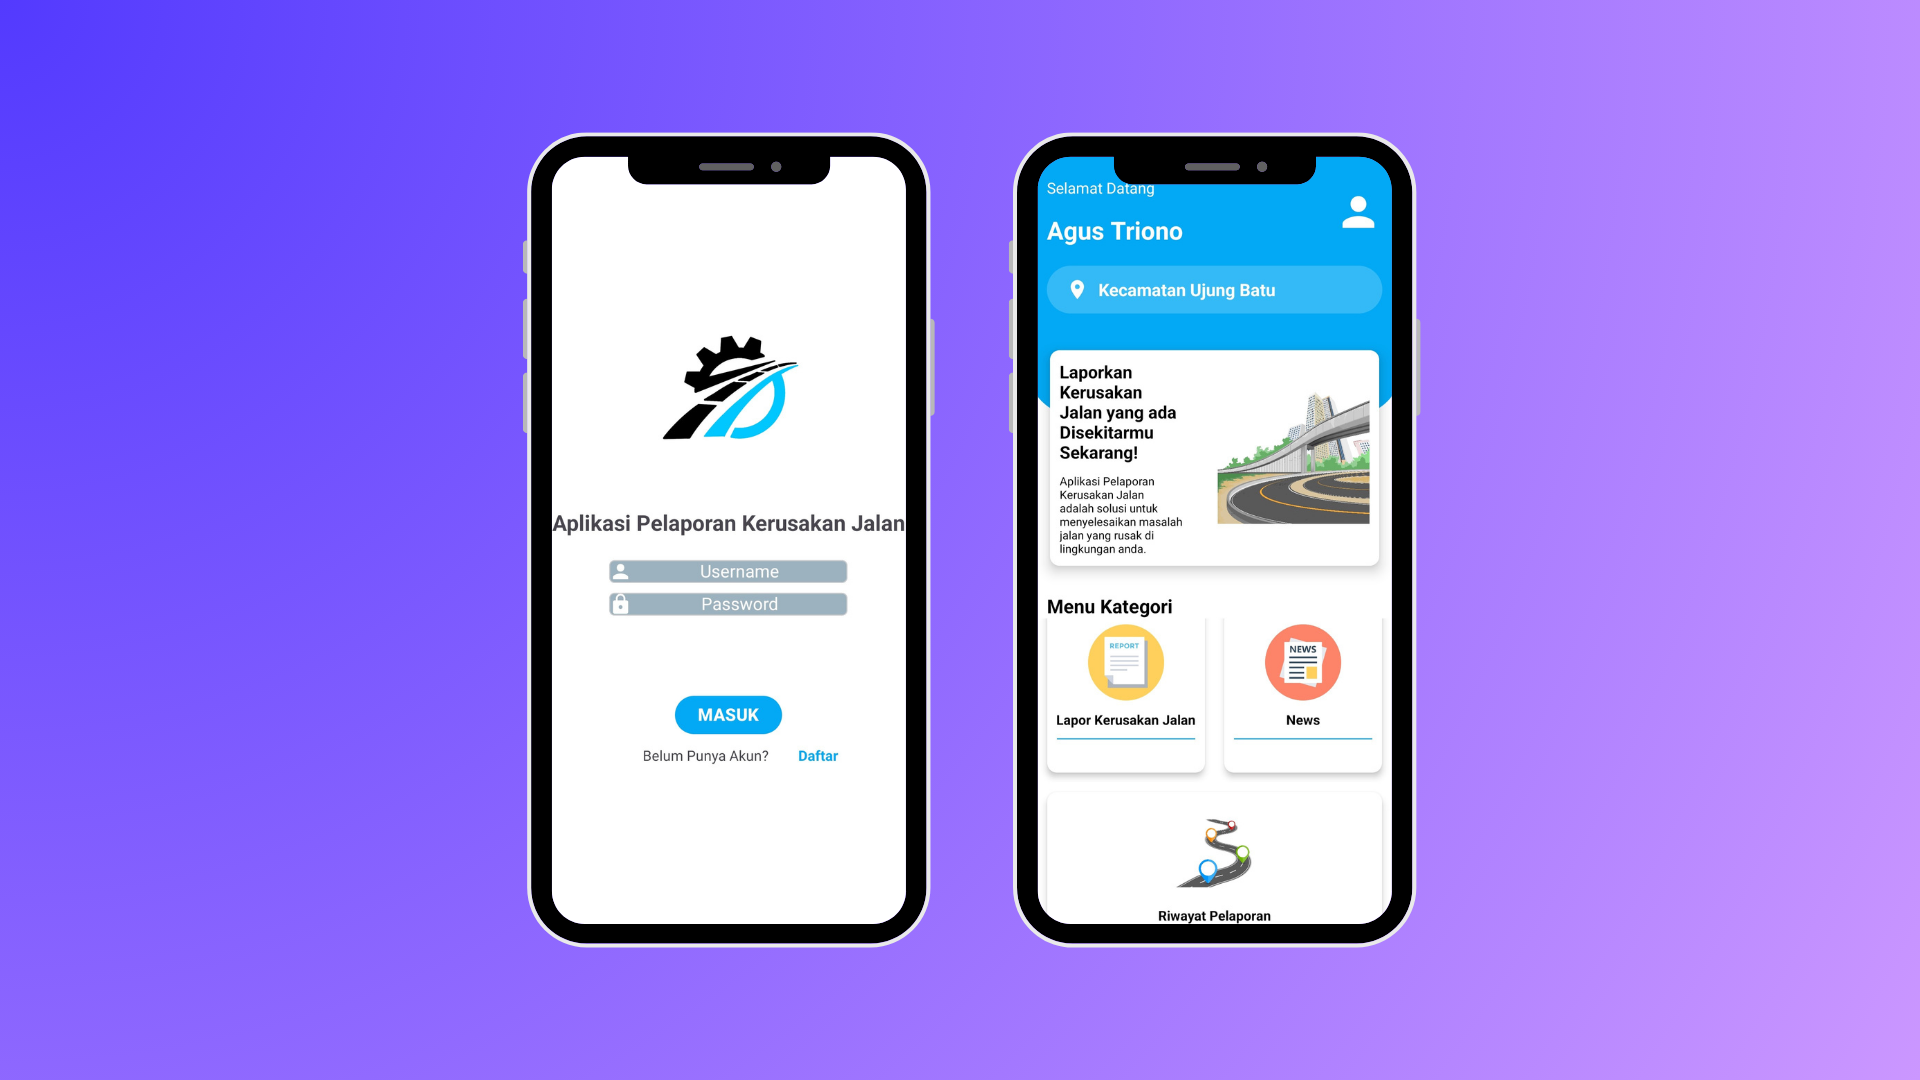 Aplikasi Pelaporan Kerusakan Jalan
Username
Password
MASUK
Belum Punya Akun? Daftar
Selamat Datang
Agus Triono
Kecamatan Ujung Batu
Laporkan
Kerusakan
Jalan yang ada
Disekitarmu
Sekarang!
Aplikasi Pelaporan
Kerusakan Jalan
adalah solusi untuk
menyelesaikan masalah
jalan yang rusak di
lingkungan anda.
Menu Kategori
REPORT
Lapor Kerusakan Jalan
NEWS
News
Riwayat Pelaporan